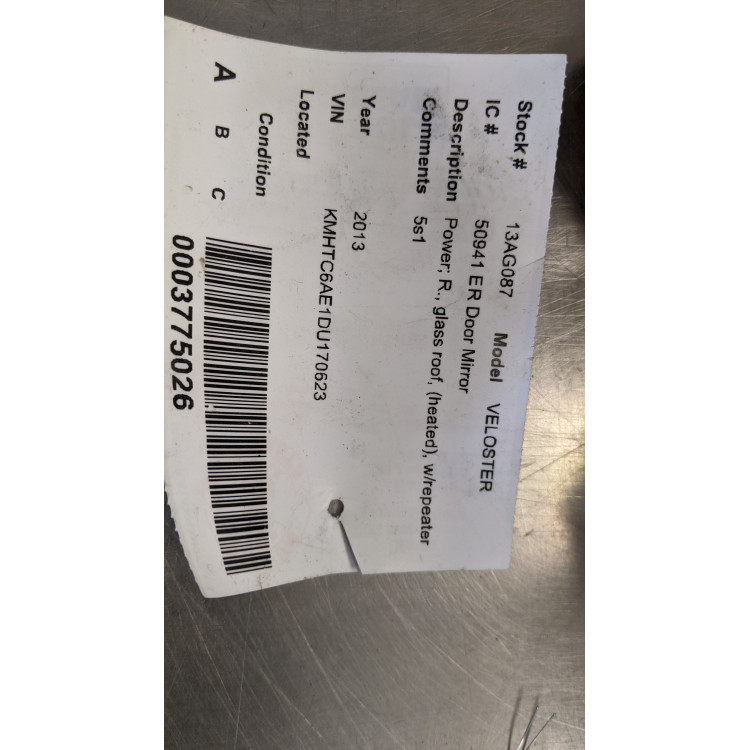 Stock # 13AG087 Model VELOSTER
IC # 50941 ER Door Mirror
Description Power; R., glass roof, (heated), w/repeater
Comments 5s1
Year 2013
VIN KMHTC6AE1DU170623
Located
Condition
A B C
0003775026